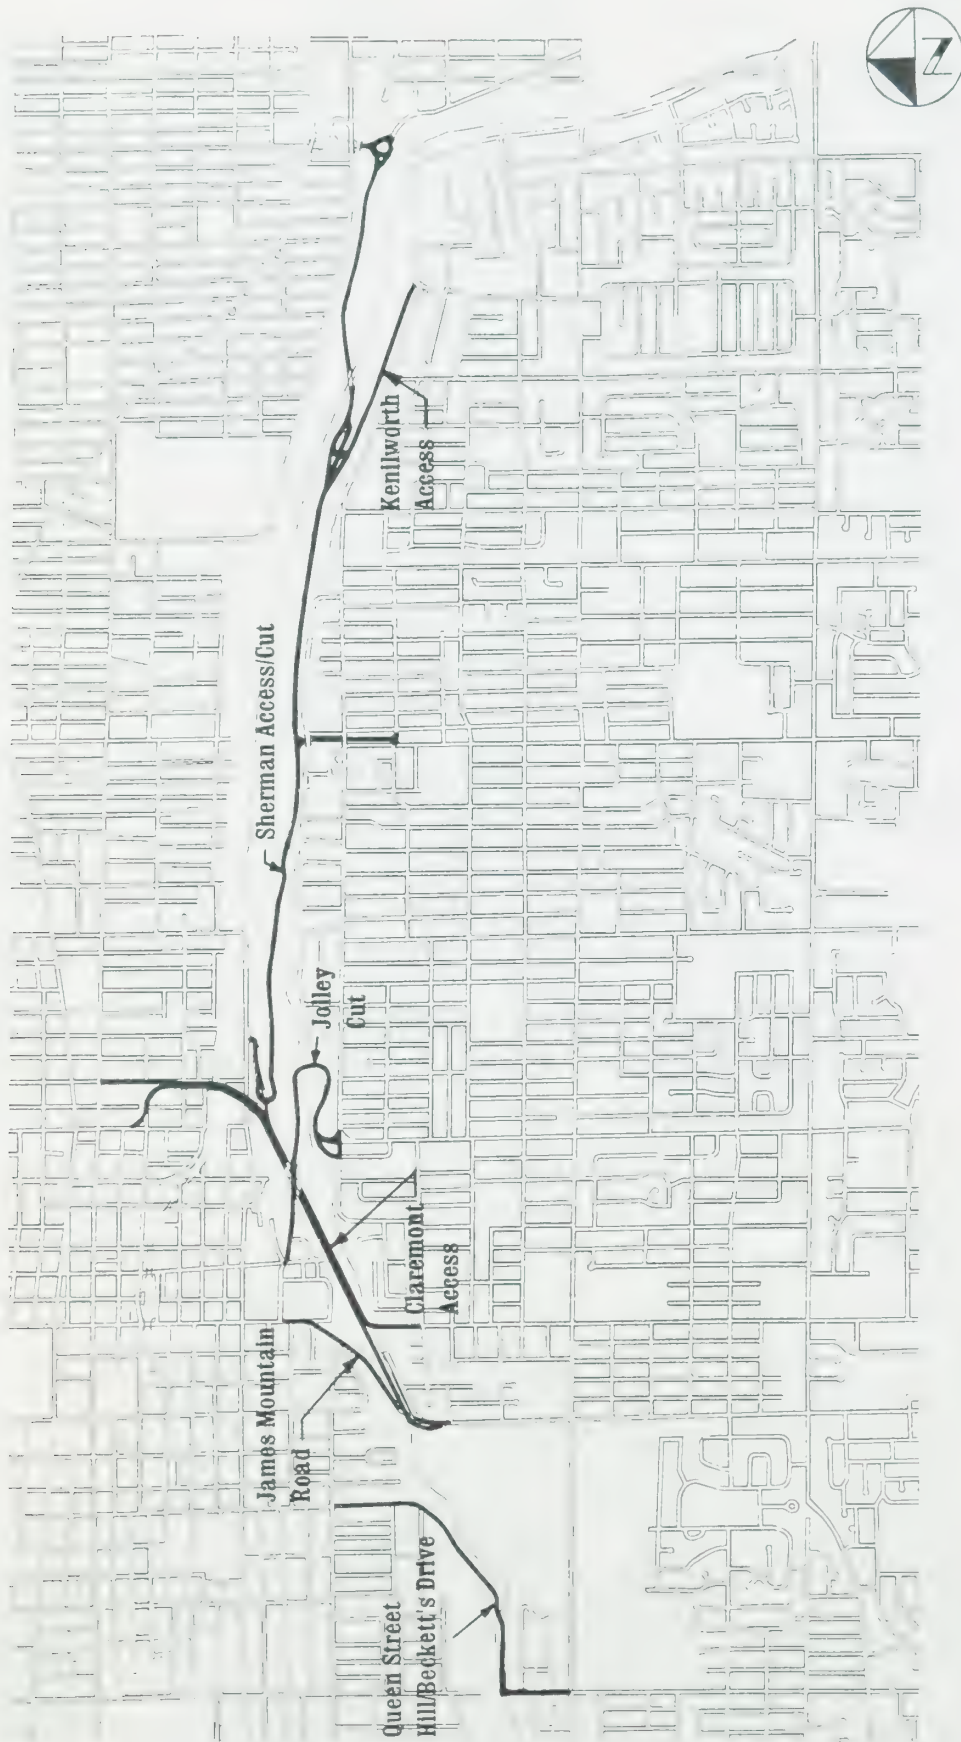 Sherman Access/Cut
Kenilworth
Access
Jolley
Cut
Claremont
Access
James Mountain
Road
Queen Street
Hill/Beckett's Drive
N